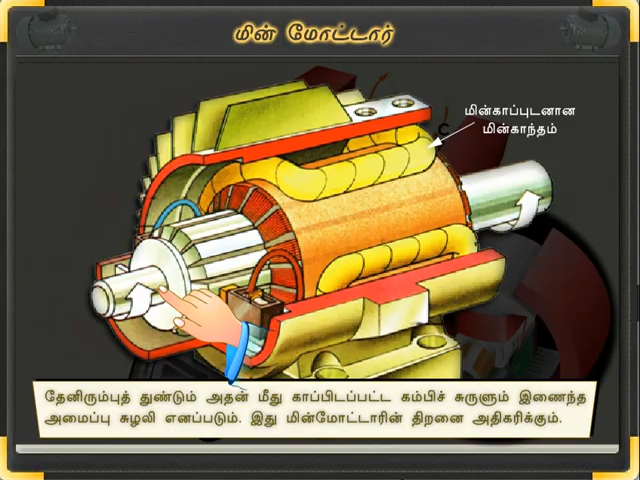 மின் மோட்டார்
மின்காப்புடனான
மின்காந்தம்
தேனிரும்புத் துண்டும் அதன் மீது காப்பிடப்பட்ட கம்பிச் சுருளும் இணைந்த
அமைப்பு சுழலி எனப்படும். இது மின்மோட்டாரின் திறனை அதிகரிக்கும்.